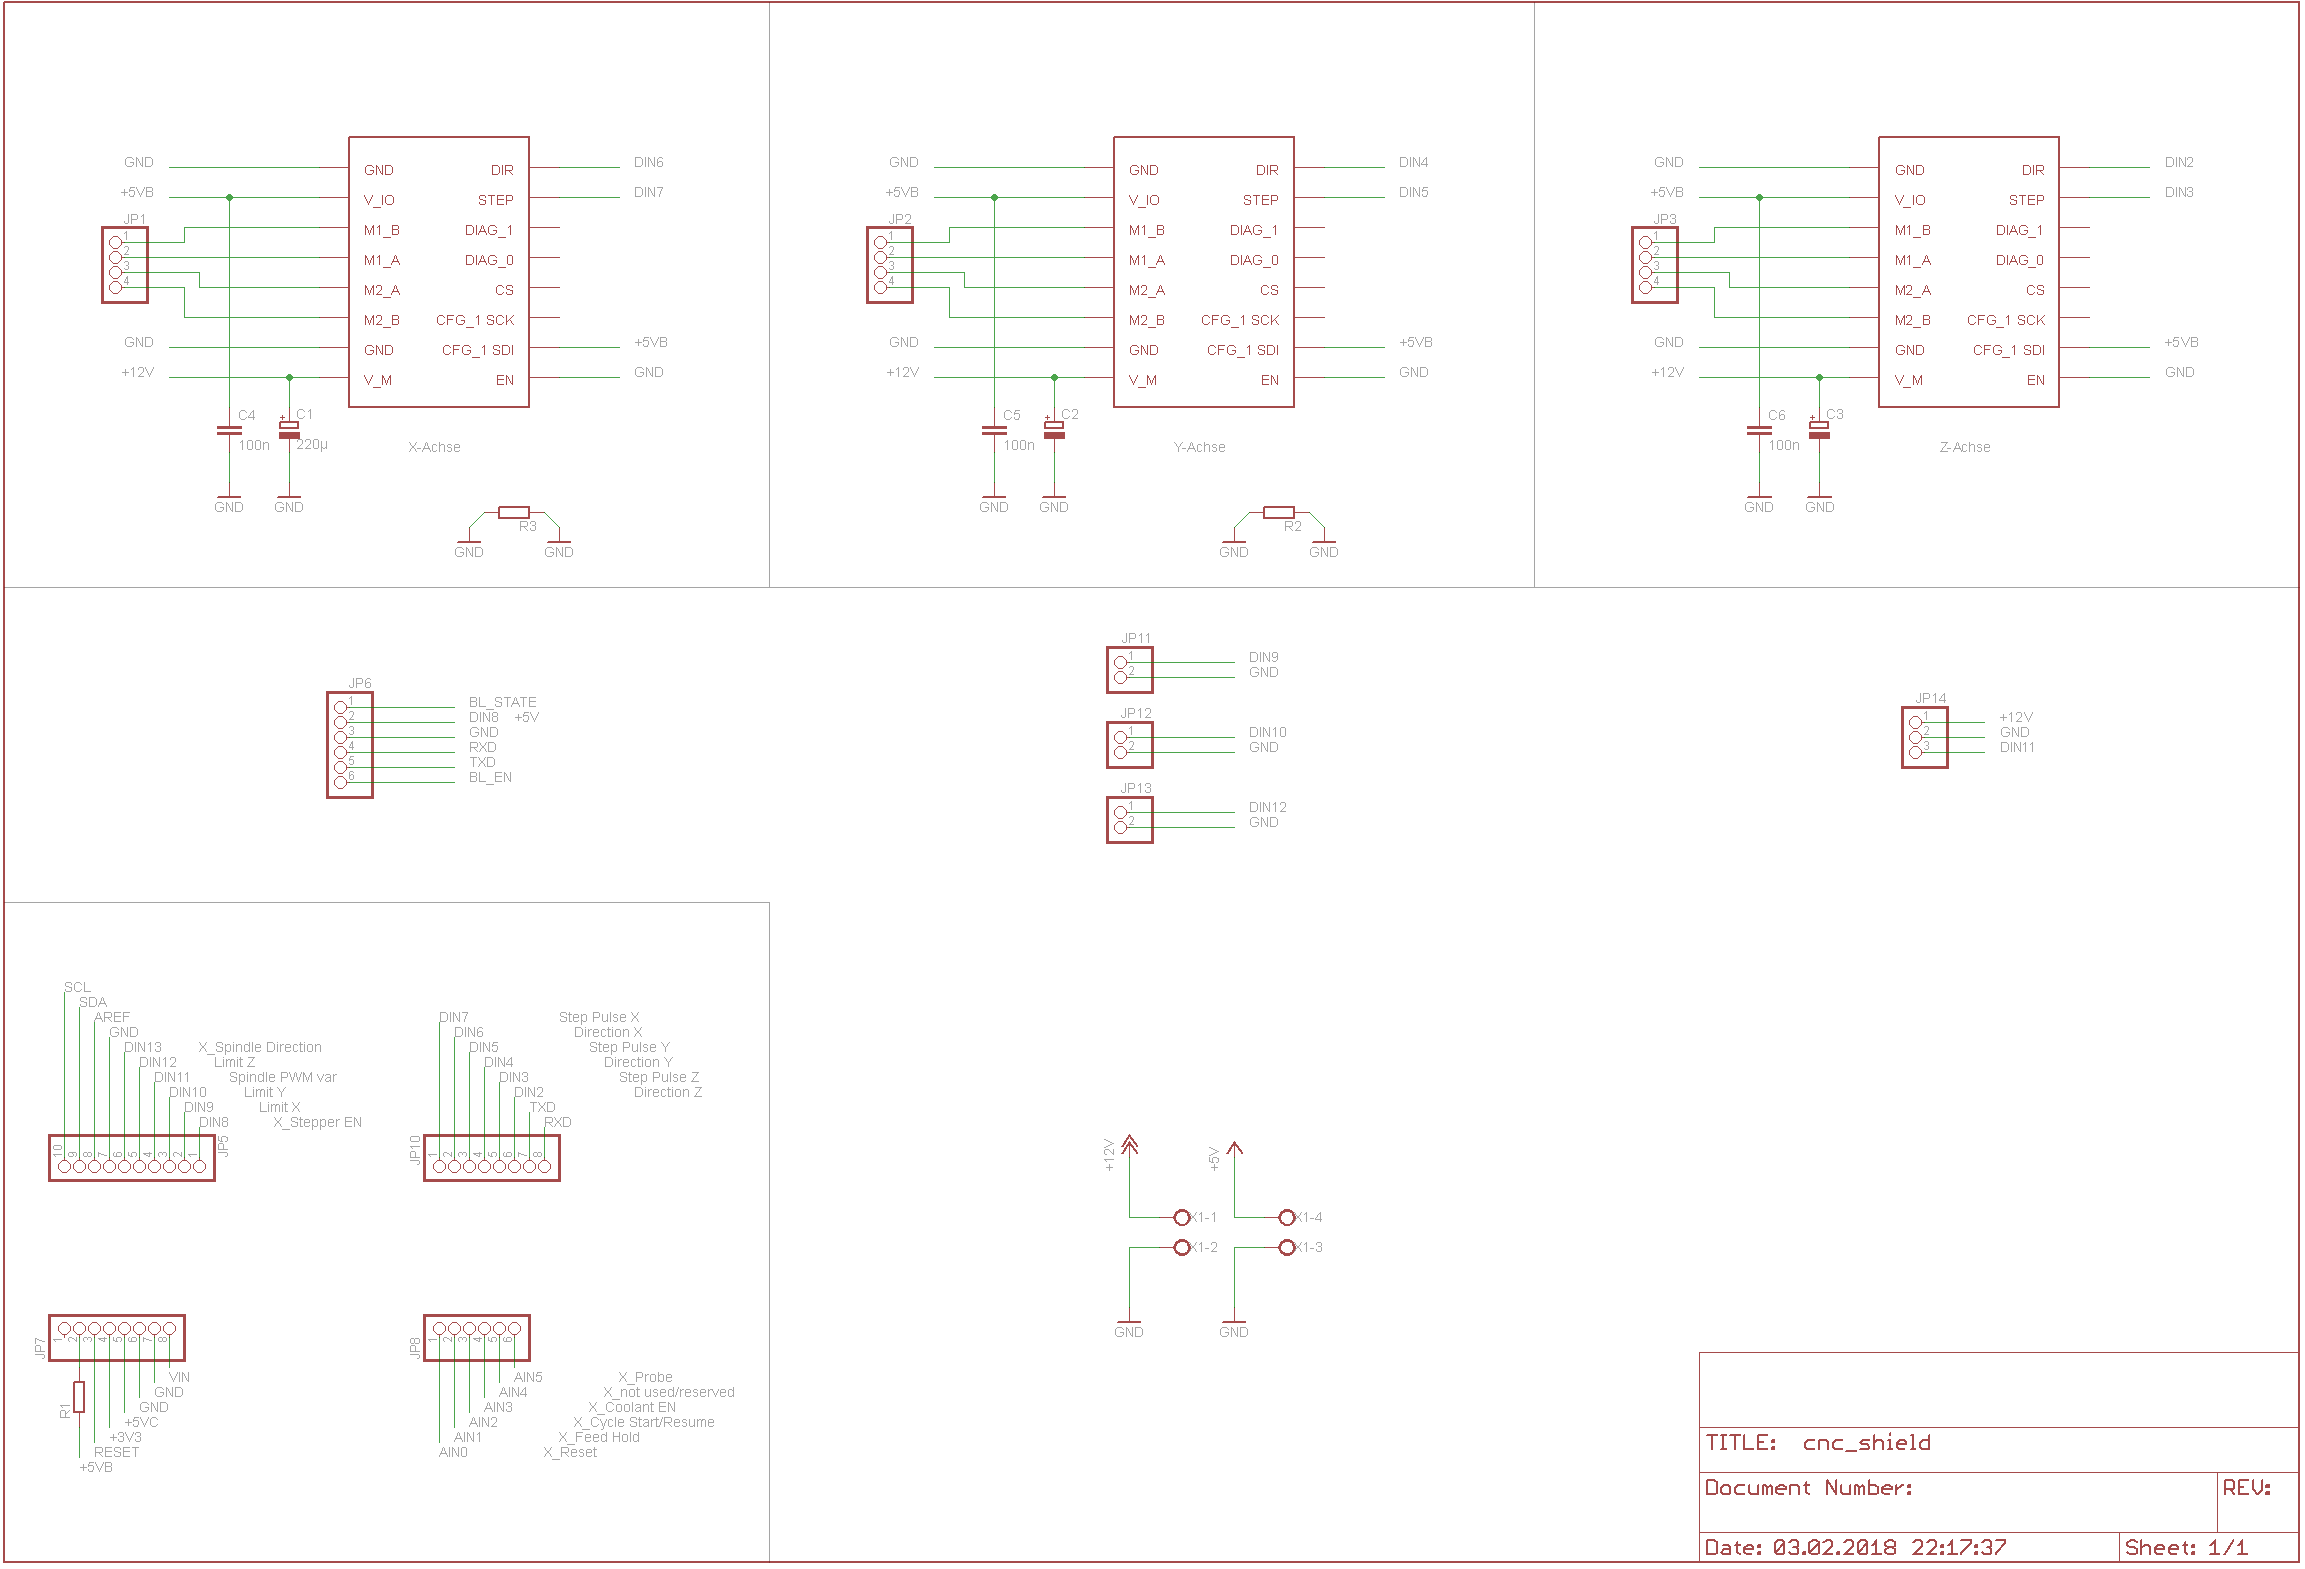 GND DIR DIN6
GND
+5VB V_IO STEP DIN7
JP1
1 M1_B DIAG_1
2 M1_A DIAG_0
3 M2_A CS
4 M2_B CFG_1 SCK
GND GND CFG_1 SDI +5VB
+12V V_M EN GND
C4 + C1
100n 220µ X-Achse
GND GND
R3
GND GND
GND GND DIR DIN4
+5VB V_IO STEP DIN5
JP2
1 M1_B DIAG_1
2 M1_A DIAG_0
3 M2_A CS
4 M2_B CFG_1 SCK
GND GND CFG_1 SDI +5VB
+12V V_M EN GND
C5 + C2
100n Y-Achse
GND GND
R2
GND GND
GND GND DIR DIN2
+5VB V_IO STEP DIN3
JP3
1 M1_B DIAG_1
2 M1_A DIAG_0
3 M2_A CS
4 M2_B CFG_1 SCK
GND GND CFG_1 SDI +5VB
+12V V_M EN GND
C6 + C3
100n Z-Achse
GND GND
JP6
1 BL_STATE
2 DIN8 +5V
3 GND
4 RXD
5 TXD
6 BL_EN
JP11
1 DIN9
2 GND
JP12
1 DIN10
2 GND
JP13
1 DIN12
2 GND
JP14
1 +12V
2 GND
3 DIN11
SCL
SDA
AREF
GND
DIN13 X_Spindle Direction
DIN12 Limit Z
DIN11 Spindle PWM var
DIN10 Limit Y
DIN9 Limit X
DIN8 X_Stepper EN
10 9 8 7 6 5 4 3 2 1 JP5
DIN7 Step Pulse X
DIN6 Direction X
DIN5 Step Pulse Y
DIN4 Direction Y
DIN3 Step Pulse Z
DIN2 Direction Z
TXD
RXD
JP10 1 2 3 4 5 6 7 8
JP7 1 2 3 4 5 6 7 8
VIN
GND
R1 GND
+5VC
+3V3
RESET
+5VB
JP8 1 2 3 4 5 6
AIN5 X_Probe
AIN4 X_not used/reserved
AIN3 X_Coolant EN
AIN2 X_Cycle Start/Resume
AIN1 X_Feed Hold
AIN0 X_Reset
+12V +5V
X1-1 X1-4
X1-2 X1-3
GND GND
TITLE: cnc_shield
Document Number: REV:
Date: 03.02.2018 22:17:37 Sheet: 1/1